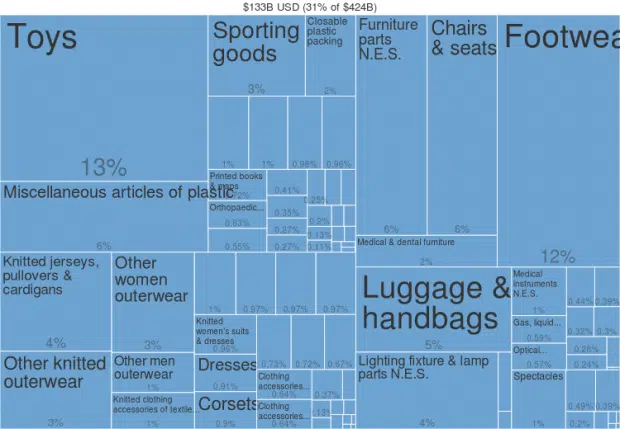 $133B USD (31% of $424B)
Toys
13%
Miscellaneous articles of plastic
6%
Sporting
goods
3%
Closable
plastic
packing
2%
1%
1%
0.98%
0.96%
Printed books
& maps
0.41%
0.25%
Orthopaedic...
0.63%
0.35%
0.2%
0.27%
0.13%
0.55%
0.27%
0.11%
Furniture
parts
N.E.S.
6%
Chairs
& seats
6%
Footwea
12%
Medical & dental furniture
2%
Knitted jerseys,
pullovers &
cardigans
4%
Other
women
outerwear
3%
1%
0.97%
0.97%
0.97%
Knitted
women's suits
& dresses
0.95%
0.73%
0.72%
0.67%
Other knitted
outerwear
3%
Other men
outerwear
1%
Knitted clothing
accessories of textile...
1%
Dresses
0.91%
Corsets
0.9%
Clothing
accessories...
0.64%
0.37%
Clothing
accessories...
0.64%
Luggage &
handbags
5%
Lighting fixture & lamp
parts N.E.S.
4%
Medical
instruments
N.E.S.
1%
0.44%
0.39%
Gas, liquid...
0.59%
0.32%
0.3%
Optical...
0.57%
0.28%
0.24%
Spectacles
1%
0.49%
0.39%
0.2%